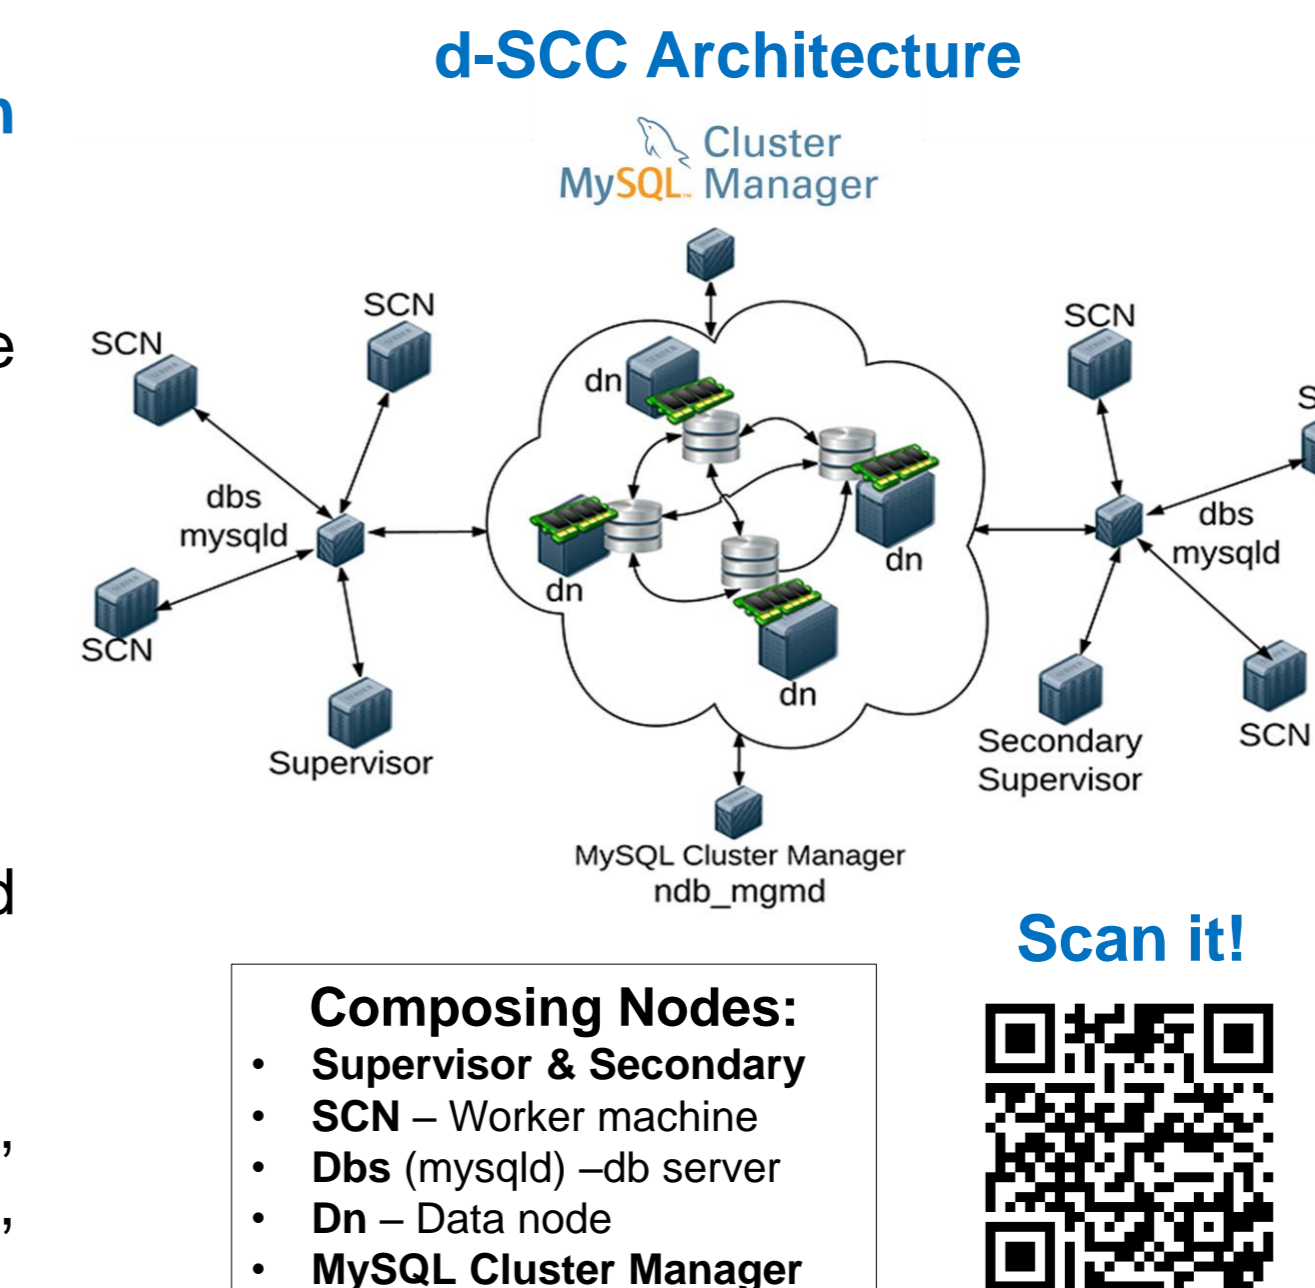 d-SCC Architecture
Cluster
MySQL Manager
SCN
SCN
dbs
mysqld
SCN
Supervisor
dn
dn
dn
dn
SCN
dbs
mysqld
Secondary
Supervisor
SCN
MySQL Cluster Manager
ndb_mgmd
Scan it!
Composing Nodes:
• Supervisor & Secondary
• SCN – Worker machine
• Dbs (mysqld) –db server
• Dn – Data node
• MySQL Cluster Manager